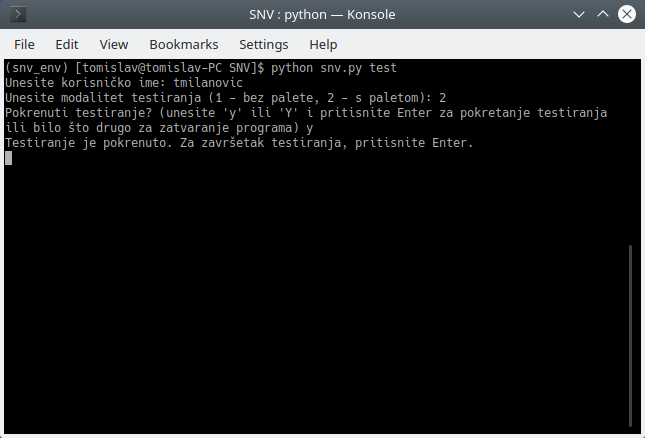 SNV : python — Konsole
File Edit View Bookmarks Settings Help
(snv_env) [tomislav@tomislav-PC SNV]$ python snv.py test
Unesite korisničko ime: tmilanovic
Unesite modalitet testiranja (1 - bez palete, 2 - s paletom): 2
Pokrenuti testiranje? (unesite 'y' ili 'Y' i pritisnite Enter za pokretanje testiranja
ili bilo što drugo za zatvaranje programa) y
Testiranje je pokrenuto. Za završetak testiranja, pritisnite Enter.